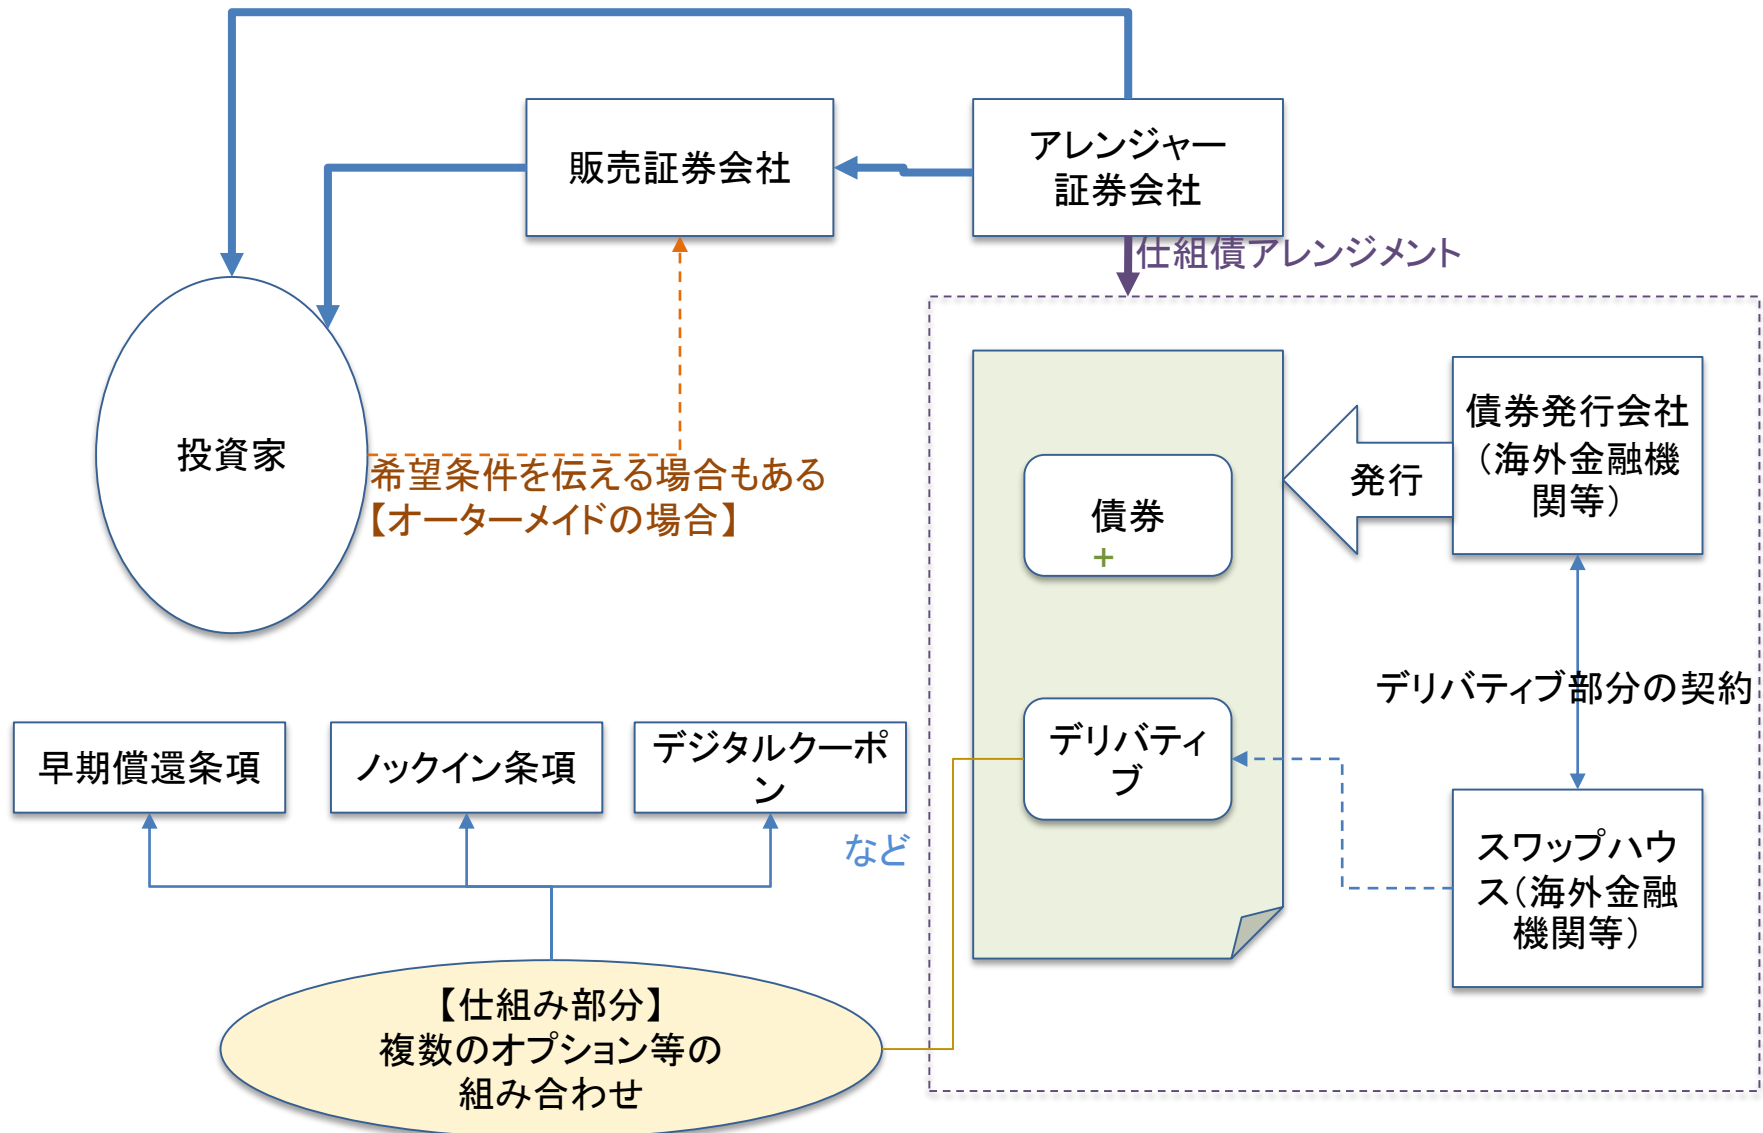 販売証券会社
アレンジャー
証券会社
仕組債アレンジメント
投資家
希望条件を伝える場合もある
【オーターメイドの場合】
債券
+
発行
債券発行会社
（海外金融機
関等）
デリバティブ部分の契約
デリバティ
ブ
スワップハウ
ス（海外金融
機関等）
早期償還条項
ノックイン条項
デジタルクーポ
ン
など
【仕組み部分】
複数のオプション等の
組み合わせ